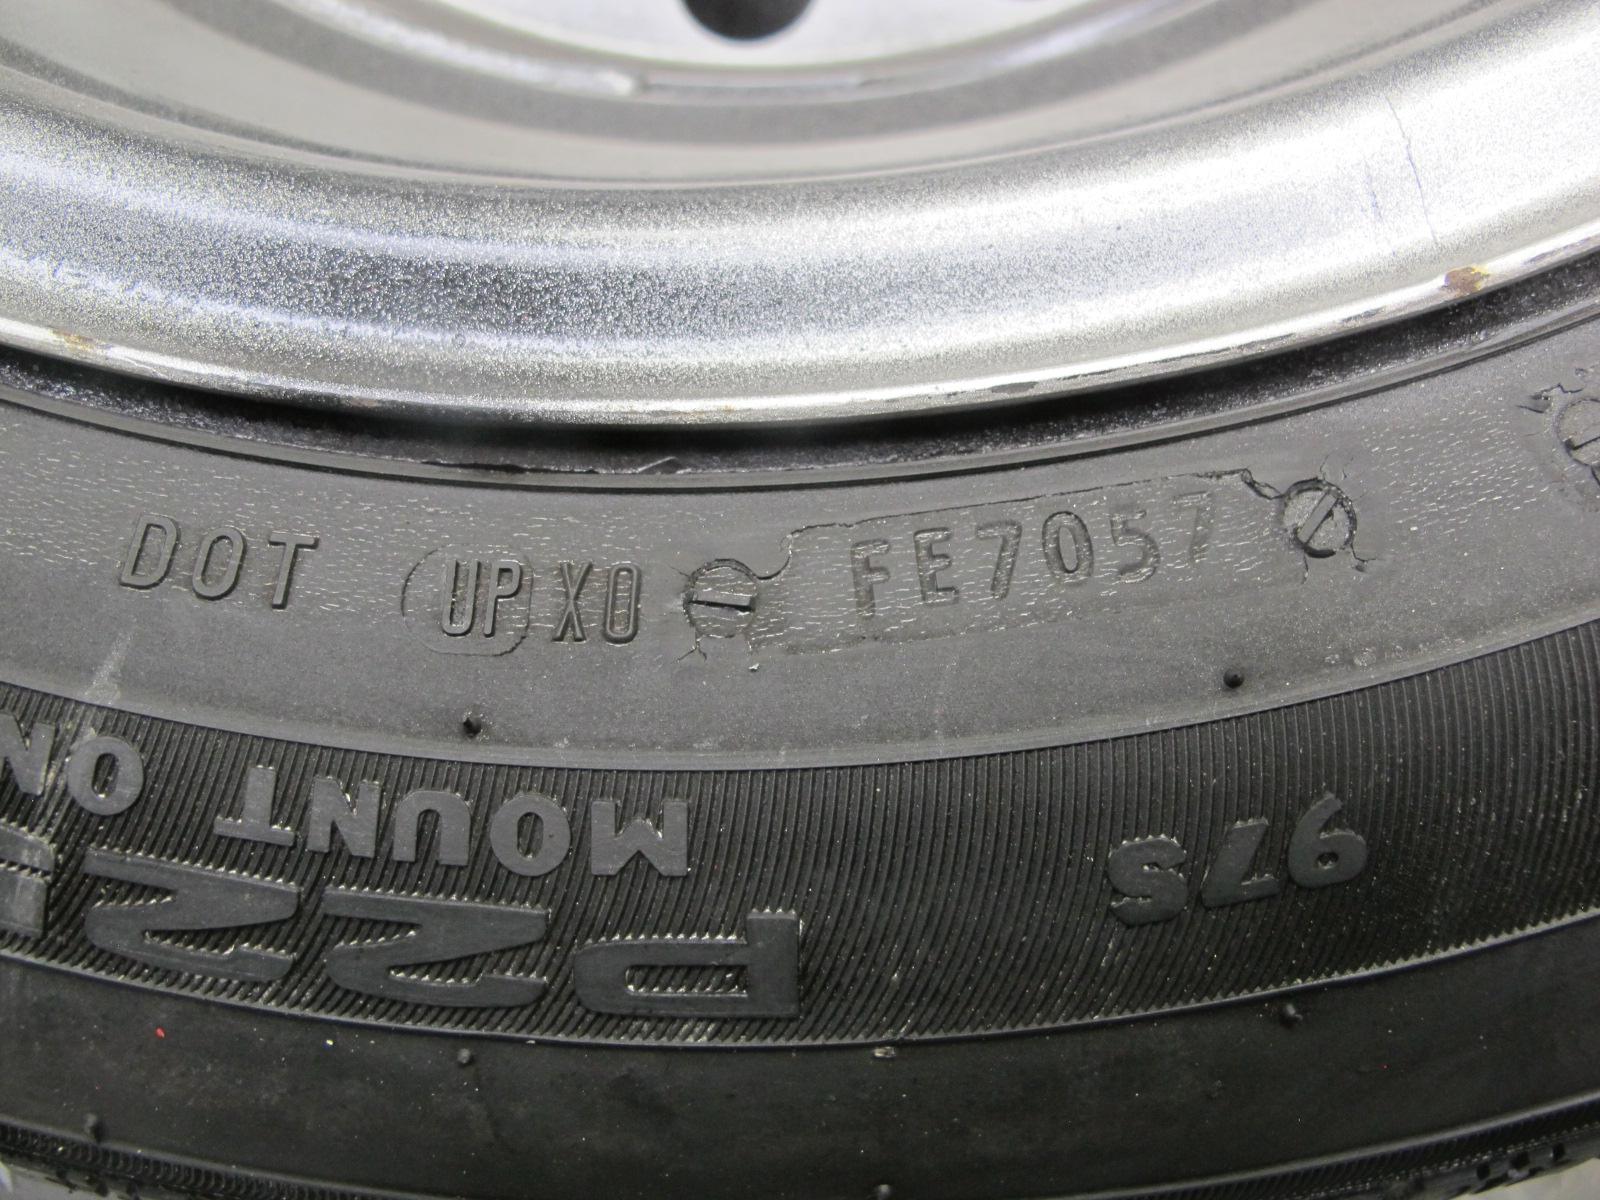 DOT UP X0 FE7057
97S
MOUNT ON
P22